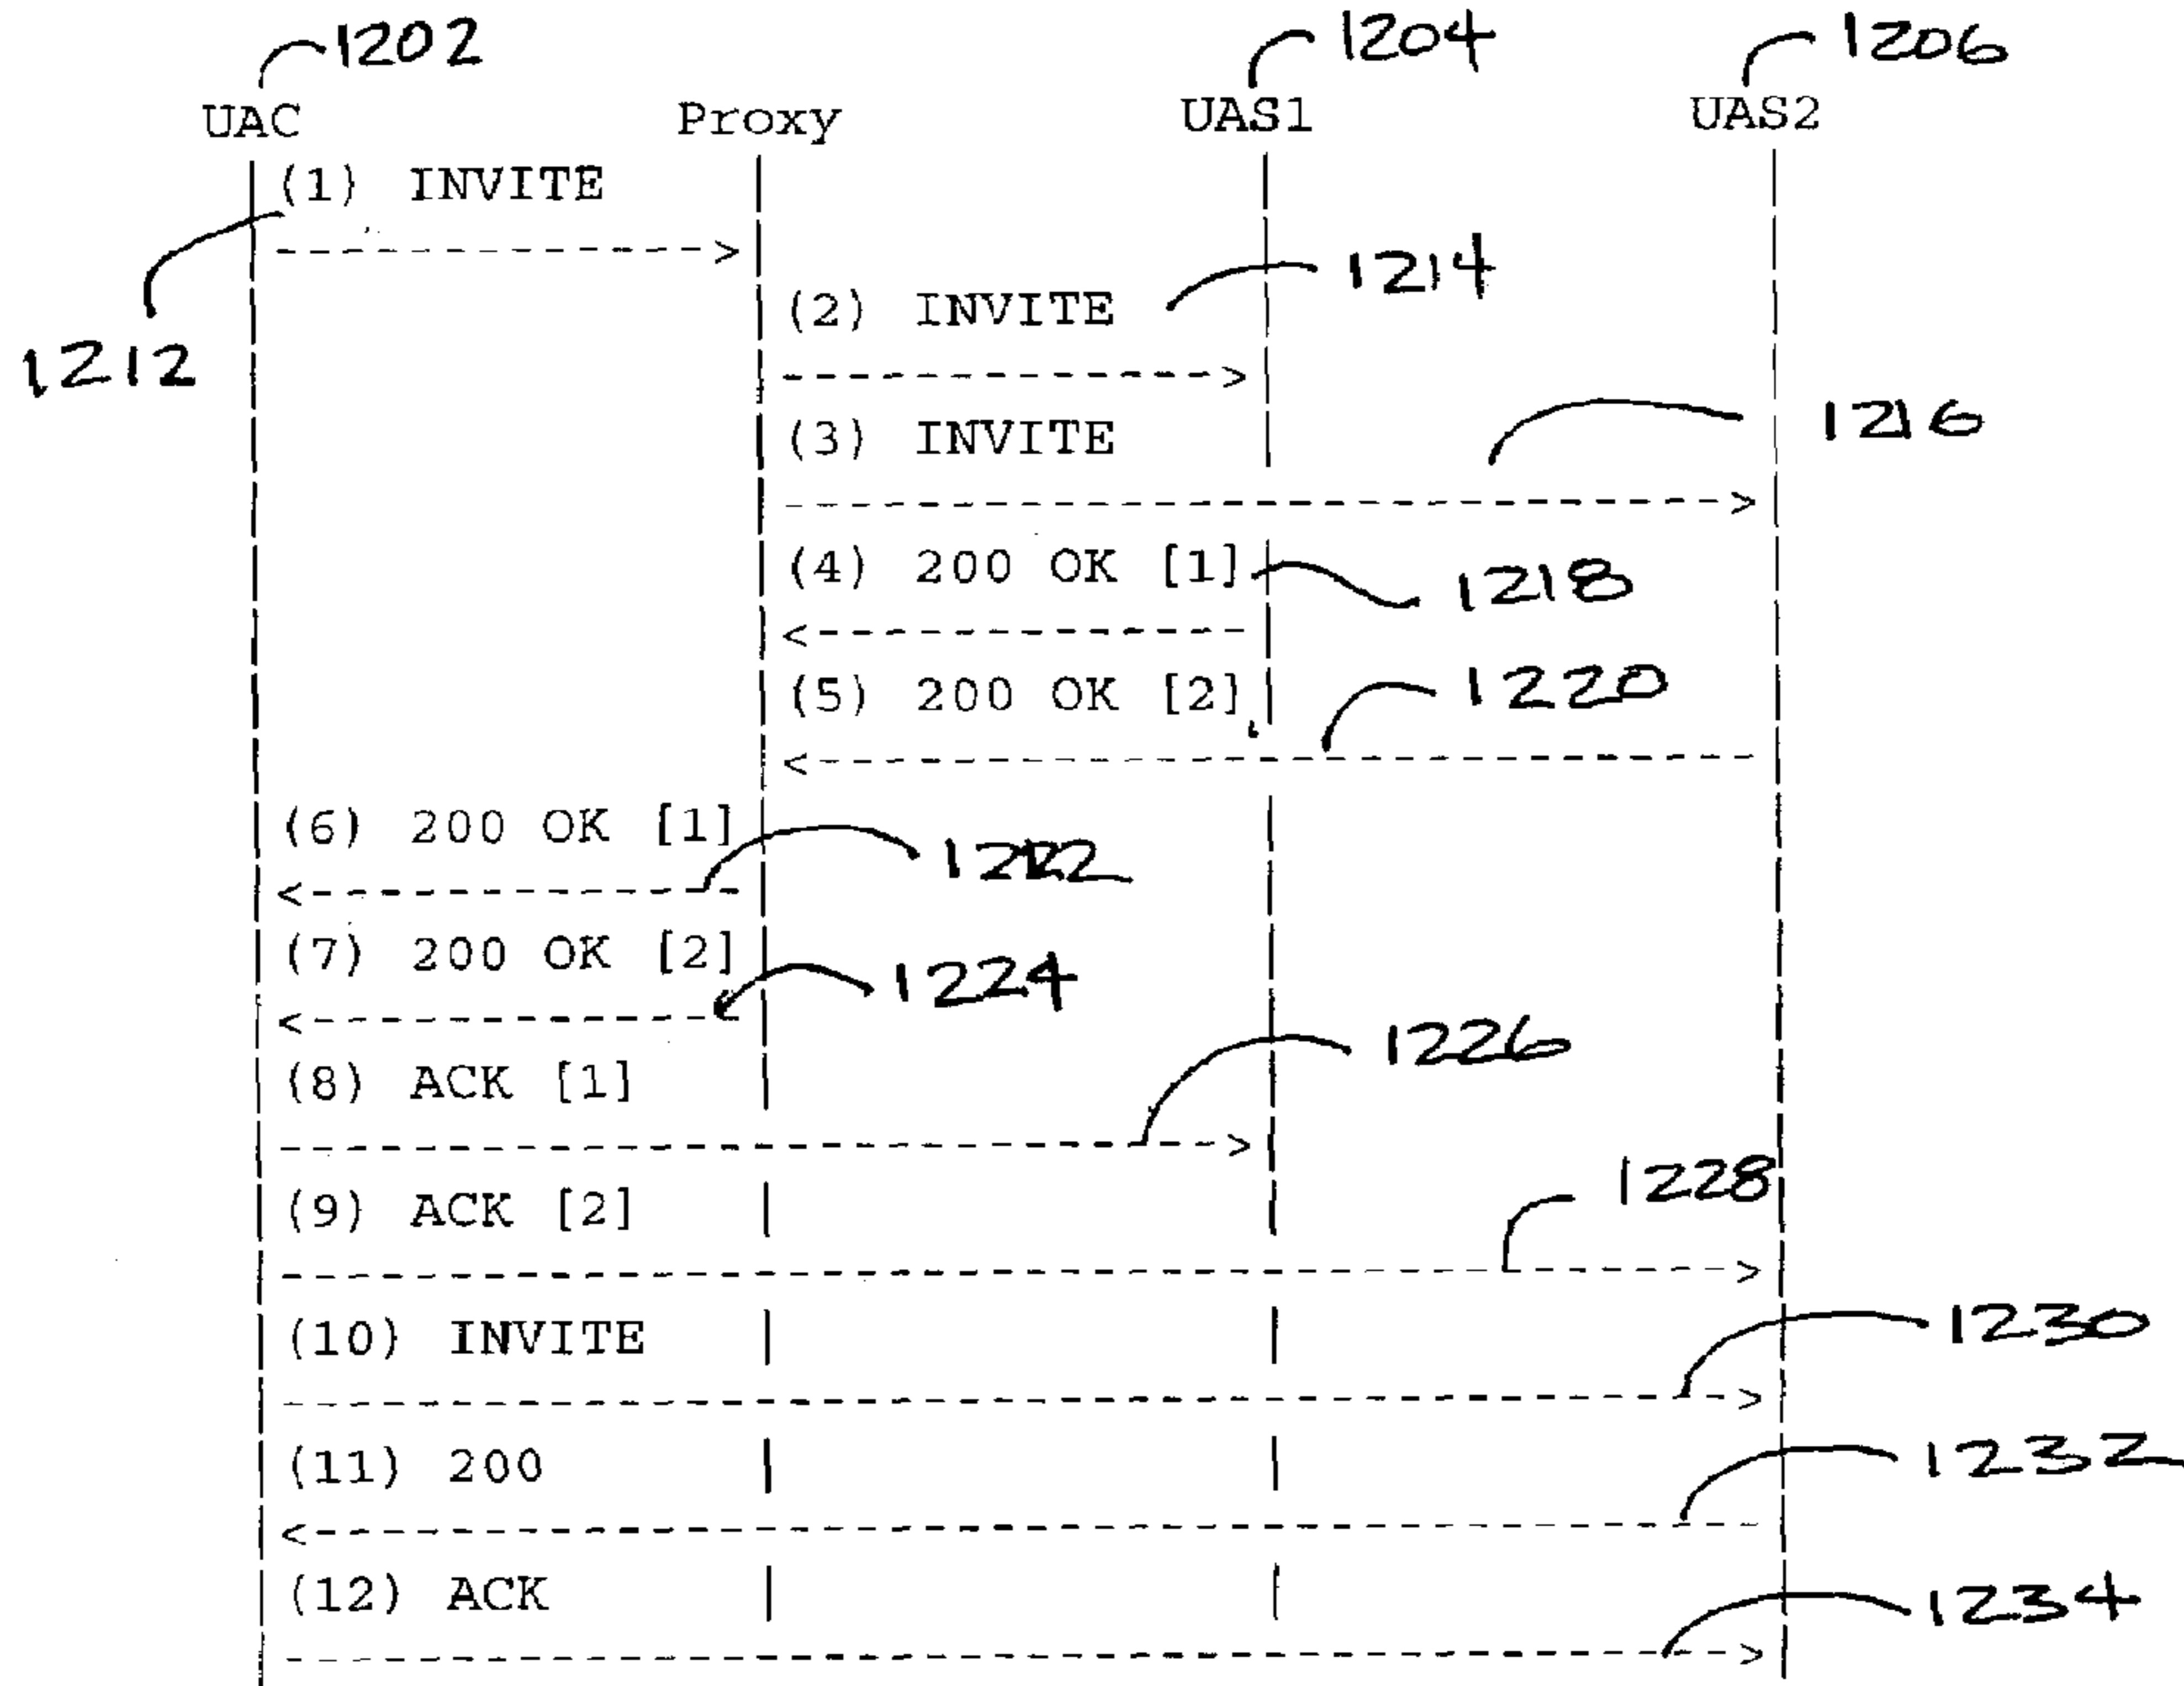 1202 1204 1206
UAC Proxy UAS1 UAS2
(1) INVITE
1214
(2) INVITE
1212
1216
(3) INVITE
(4) 200 OK [1] 1218
(5) 200 OK [2] 1220
(6) 200 OK [1] 1222
(7) 200 OK [2] 1224
1226
(8) ACK [1]
1228
(9) ACK [2]
(10) INVITE 1230
(11) 200 1232
(12) ACK 1234